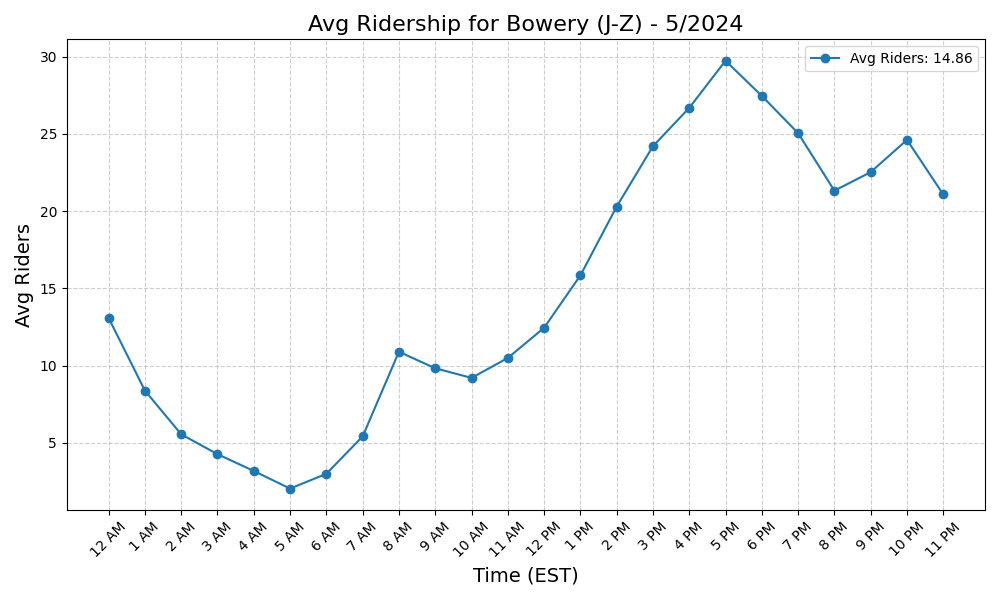 Avg Ridership for Bowery (J-Z) - 5/2024
Avg Riders: 14.86
Avg Riders
30
25
20
15
10
5
12 AM
1 AM
2 AM
3 AM
4 AM
5 AM
6 AM
7 AM
8 AM
9 AM
10 AM
11 AM
12 PM
1 PM
2 PM
3 PM
4 PM
5 PM
6 PM
7 PM
8 PM
9 PM
10 PM
11 PM
Time (EST)